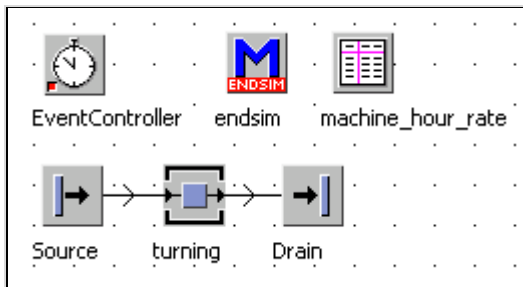 M
ENDSIM
EventController endsim machine_hour_rate
Source turning Drain